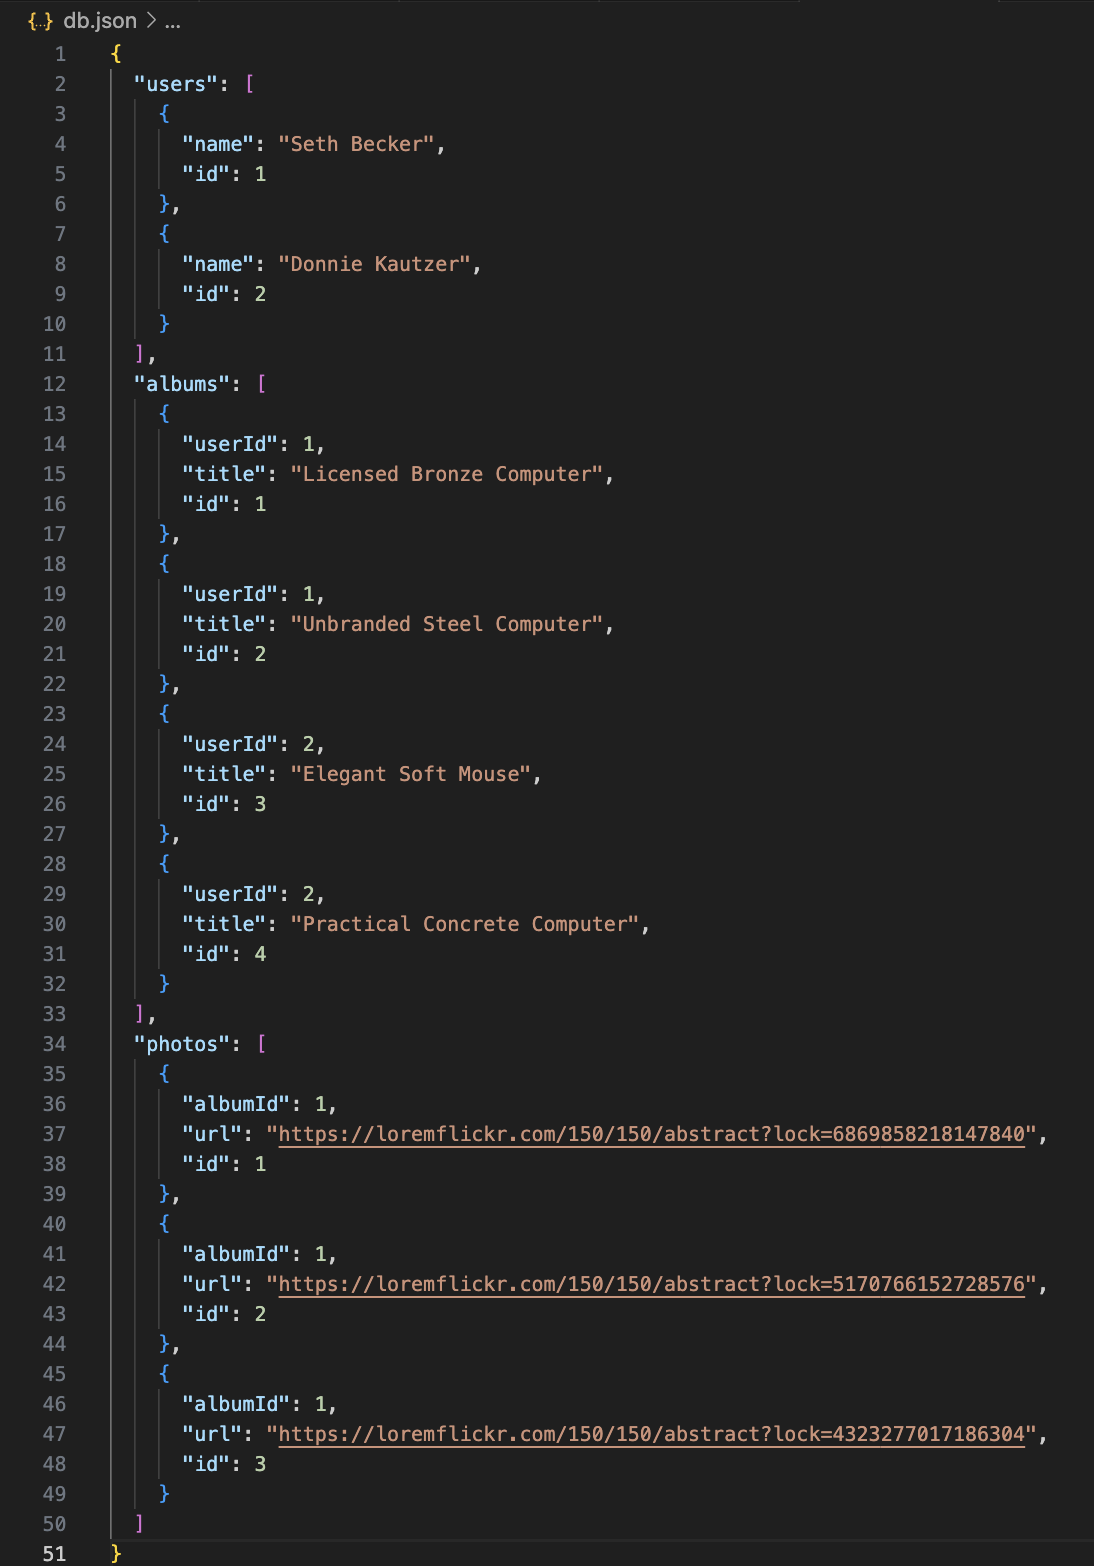 {..} db.json > ...
1 {
2 "users": [
3 {
4 "name": "Seth Becker",
5 "id": 1
6 },
7 {
8 "name": "Donnie Kautzer",
9 "id": 2
10 }
11 ],
12 "albums": [
13 {
14 "userId": 1,
15 "title": "Licensed Bronze Computer",
16 "id": 1
17 },
18 {
19 "userId": 1,
20 "title": "Unbranded Steel Computer",
21 "id": 2
22 },
23 {
24 "userId": 2,
25 "title": "Elegant Soft Mouse",
26 "id": 3
27 },
28 {
29 "userId": 2,
30 "title": "Practical Concrete Computer",
31 "id": 4
32 }
33 ],
34 "photos": [
35 {
36 "albumId": 1,
37 "url": "https://loremflickr.com/150/150/abstract?lock=6869858218147840",
38 "id": 1
39 },
40 {
41 "albumId": 1,
42 "url": "https://loremflickr.com/150/150/abstract?lock=5170766152728576",
43 "id": 2
44 },
45 {
46 "albumId": 1,
47 "url": "https://loremflickr.com/150/150/abstract?lock=4323277017186304",
48 "id": 3
49 }
50 ]
51 }